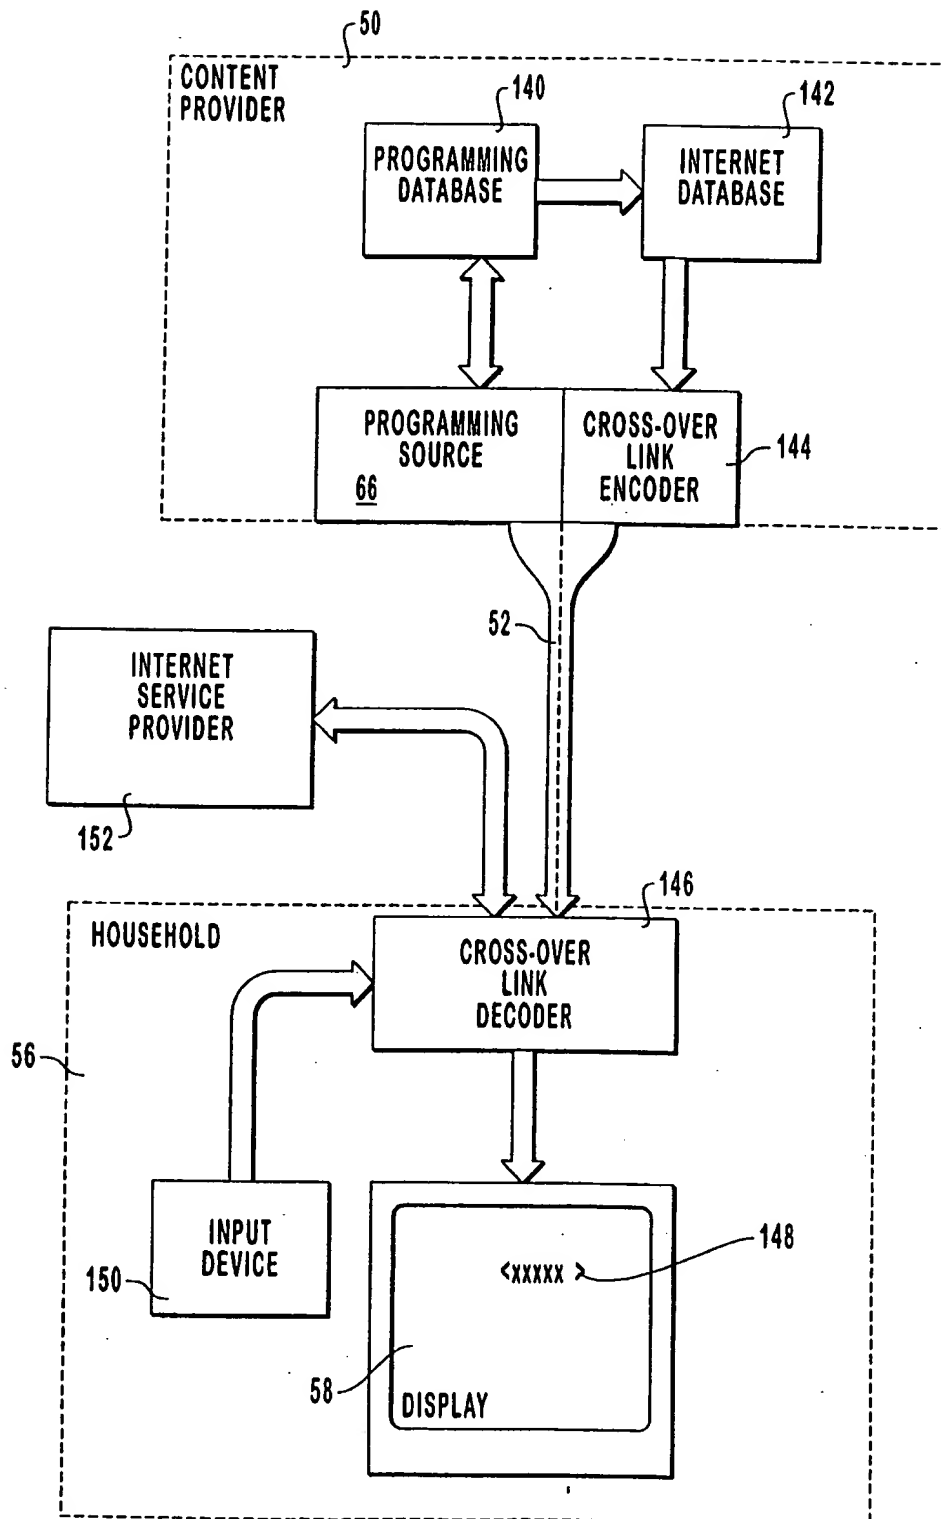 50
CONTENT
PROVIDER
140
142
PROGRAMMING
DATABASE
INTERNET
DATABASE
PROGRAMMING
SOURCE
66
CROSS-OVER
LINK
ENCODER
144
52
INTERNET
SERVICE
PROVIDER
152
146
HOUSEHOLD
CROSS-OVER
LINK
DECODER
56
INPUT
DEVICE
150
148
<XXXXX >
58
DISPLAY